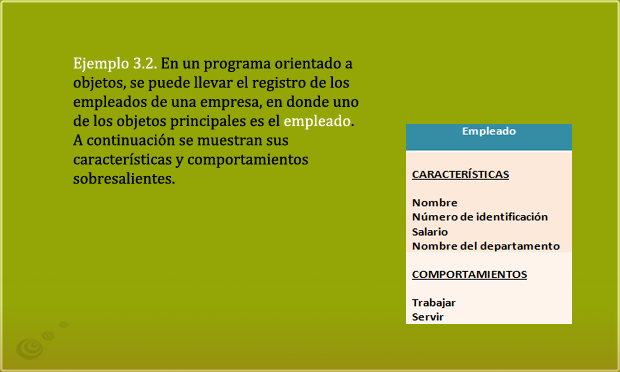 Ejemplo 3.2. En un programa orientado a
objetos, se puede llevar el registro de los
empleados de una empresa, en donde uno
de los objetos principales es el empleado.
A continuación se muestran sus
características y comportamientos
sobresalientes.
Empleado
CARACTERÍSTICAS
Nombre
Número de identificación
Salario
Nombre del departamento
COMPORTAMIENTOS
Trabajar
Servir